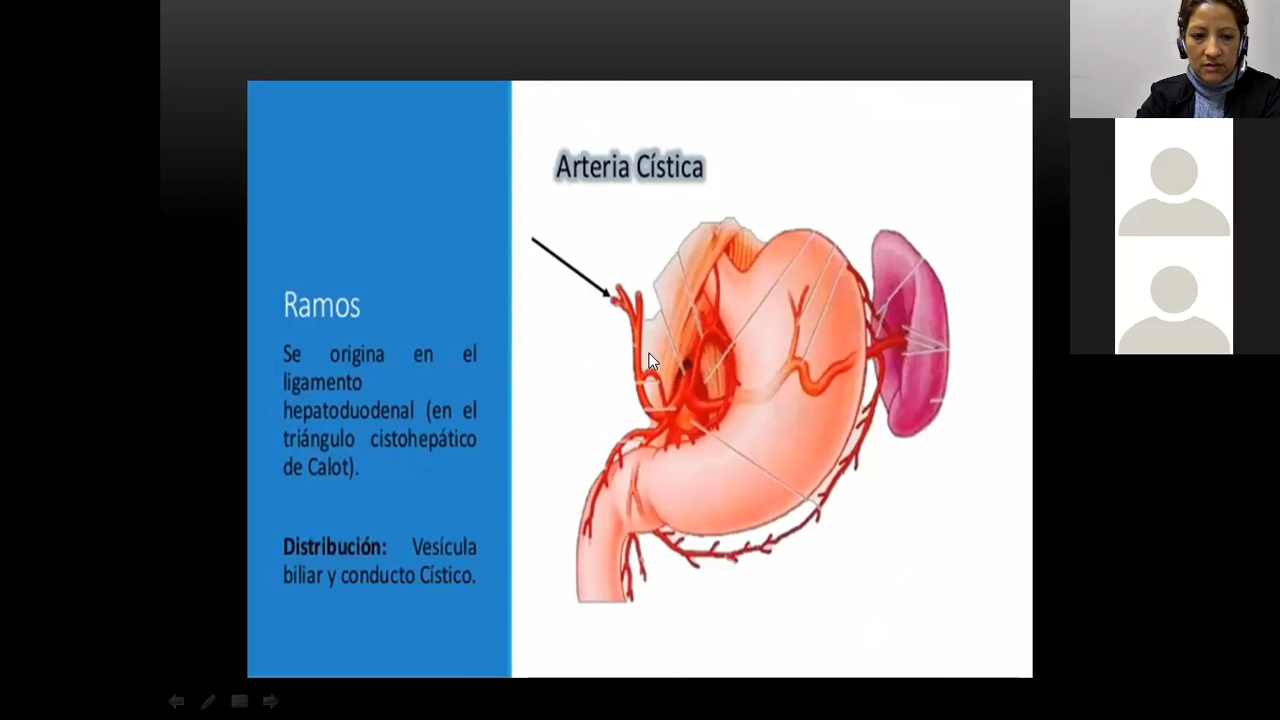 Arteria Cística
Ramos
Se origina en el
ligamento
hepatoduodenal (en el
triángulo cistohepático
de Calot).
Distribución: Vesícula
biliar y conducto Cístico.